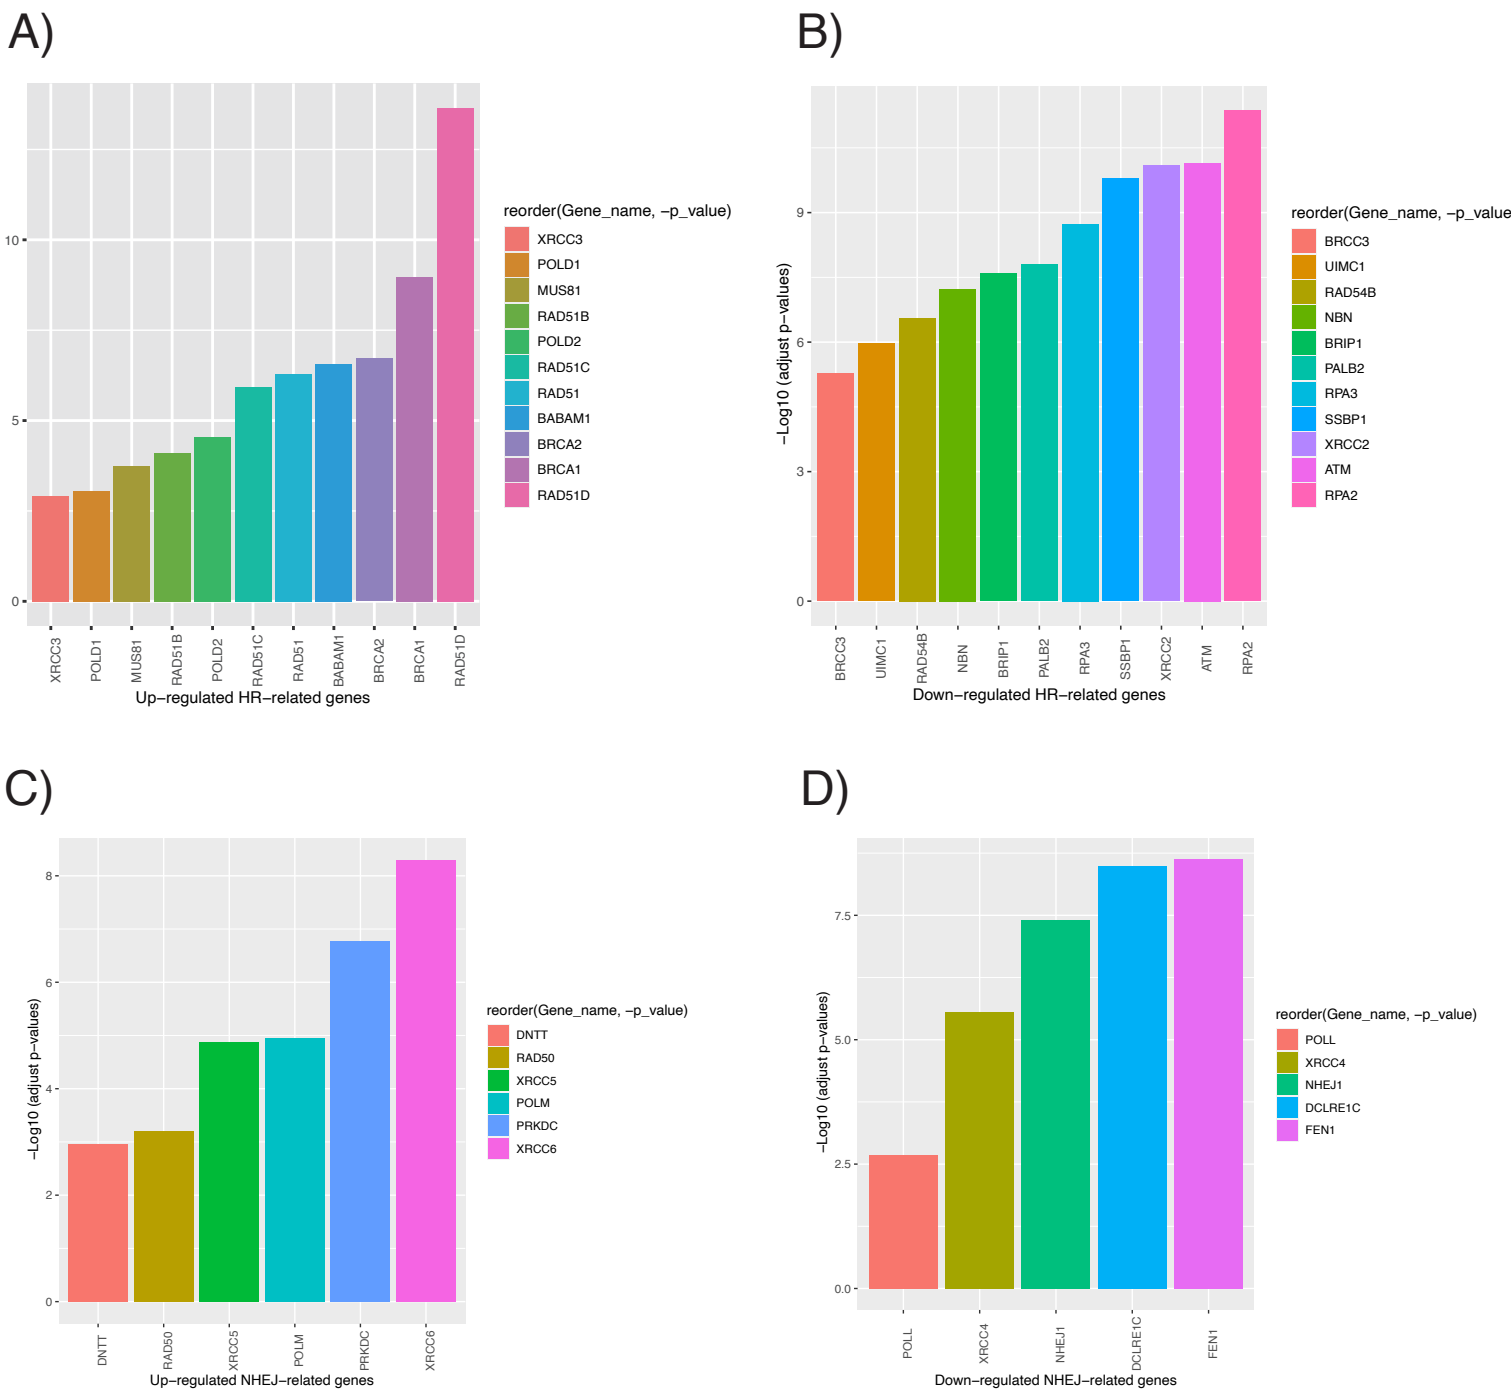 A)
10
5
0
XRCC3
POLD1
MUS81
RAD51B
POLD2
RAD51C
RAD51
BABAM1
BRCA2
BRCA1
RAD51D
Up−regulated HR−related genes
reorder(Gene_name, −p_value)
XRCC3
POLD1
MUS81
RAD51B
POLD2
RAD51C
RAD51
BABAM1
BRCA2
BRCA1
RAD51D
B)
−Log10 (adjust p−values)
9
6
3
0
BRCC3
UIMC1
RAD54B
NBN
BRIP1
PALB2
RPA3
SSBP1
XRCC2
ATM
RPA2
Down−regulated HR−related genes
reorder(Gene_name, −p_value
BRCC3
UIMC1
RAD54B
NBN
BRIP1
PALB2
RPA3
SSBP1
XRCC2
ATM
RPA2
C)
−Log10 (adjust p−values)
8
6
4
2
0
DNTT
RAD50
XRCC5
POLM
PRKDC
XRCC6
Up−regulated NHEJ−related genes
reorder(Gene_name, −p_value)
DNTT
RAD50
XRCC5
POLM
PRKDC
XRCC6
D)
−Log10 (adjust p−values)
7.5
5.0
2.5
0.0
POLL
XRCC4
NHEJ1
DCLRE1C
FEN1
Down−regulated NHEJ−related genes
reorder(Gene_name, −p_value)
POLL
XRCC4
NHEJ1
DCLRE1C
FEN1